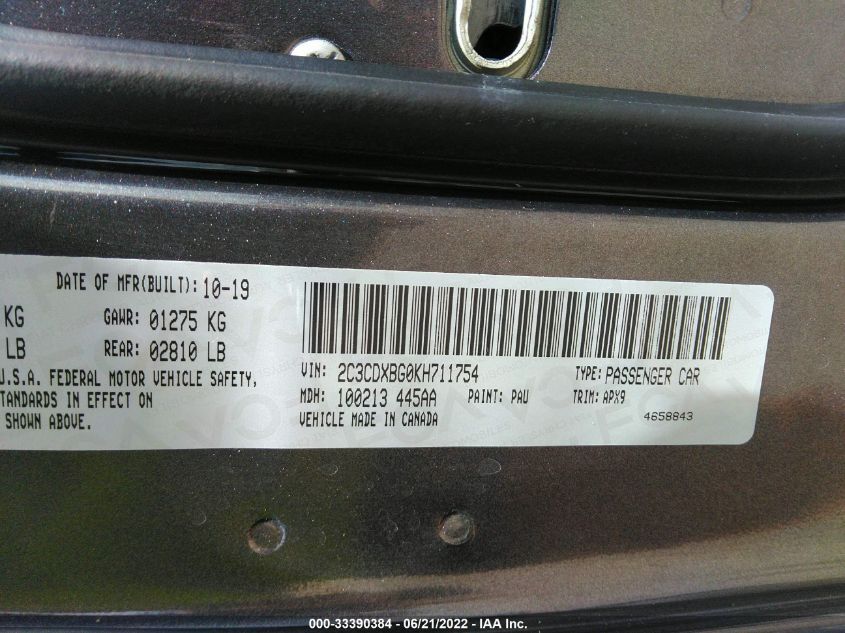 DATE OF MFR(BUILT): 10-19
KG GAWR: 01275 KG
LB REAR: 02810 LB
U.S.A. FEDERAL MOTOR VEHICLE SAFETY,
STANDARDS IN EFFECT ON
SHOWN ABOVE.
VIN: 2C3CDXBG0KH711754 TYPE: PASSENGER CAR
MDH: 100213 445AA PAINT: PAU TRIM: APX9
VEHICLE MADE IN CANADA 4658843
000-33390384 - 06/21/2022 - IAA Inc.